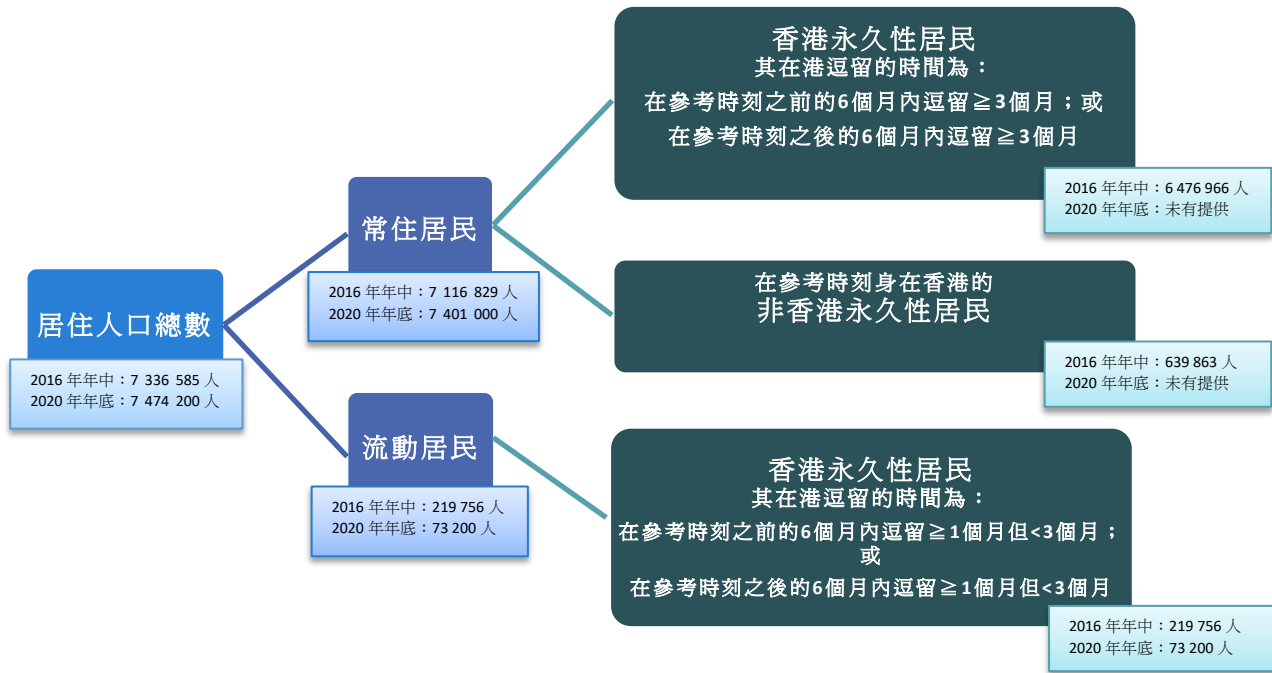 居住人口總數
2016 年年中：7 336 585 人
2020 年年底：7 474 200 人
常住居民
2016 年年中：7 116 829 人
2020 年年底：7 401 000 人
香港永久性居民
其在港逗留的時間為：
在參考時刻之前的6個月內逗留≧3個月；或
在參考時刻之後的6個月內逗留≧3個月
2016 年年中：6 476 966 人
2020 年年底：未有提供
在參考時刻身在香港的
非香港永久性居民
2016 年年中：639 863 人
2020 年年底：未有提供
流動居民
2016 年年中：219 756 人
2020 年年底：73 200 人
香港永久性居民
其在港逗留的時間為：
在參考時刻之前的6個月內逗留≧1個月但<3個月；
或
在參考時刻之後的6個月內逗留≧1個月但<3個月
2016 年年中：219 756 人
2020 年年底：73 200 人